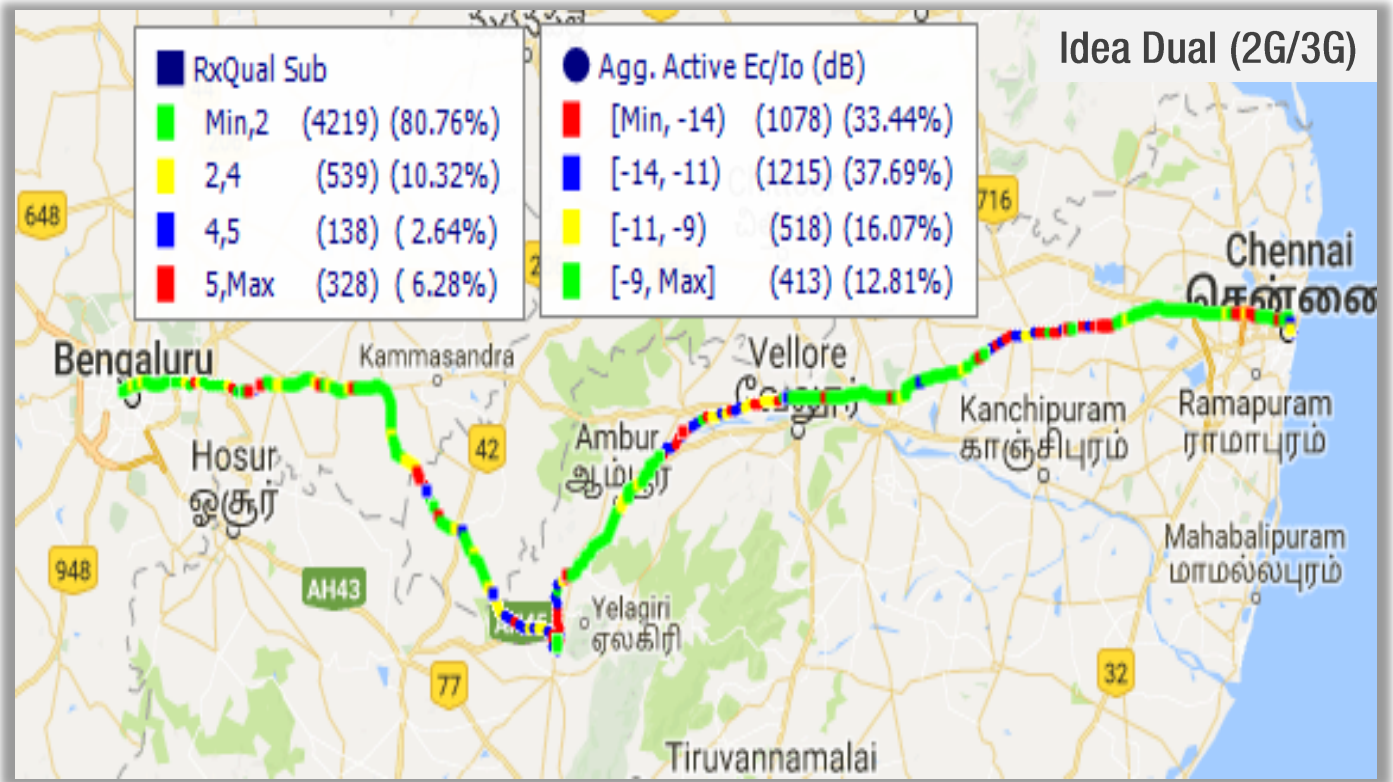 Idea Dual (2G/3G)
RxQual Sub
Min,2 (4219) (80.76%)
2,4 (539) (10.32%)
4,5 (138) ( 2.64%)
5,Max (328) ( 6.28%)
Agg. Active Ec/Io (dB)
[Min, -14) (1078) (33.44%)
[-14, -11) (1215) (37.69%)
[-11, -9) (518) (16.07%)
[-9, Max] (413) (12.81%)
648
716
Chennai
சென்னை
Bengaluru
Kammasandra
Vellore
வேலூர்
Hosur
ஓசூர்
42
Ambur
ஆம்பூர்
Kanchipuram
காஞ்சிபுரம்
Ramapuram
ராமாபுரம்
948
AH43
Mahabalipuram
மாமல்லபுரம்
Yelagiri
ஏலகிரி
77
32
Tiruvannamalai